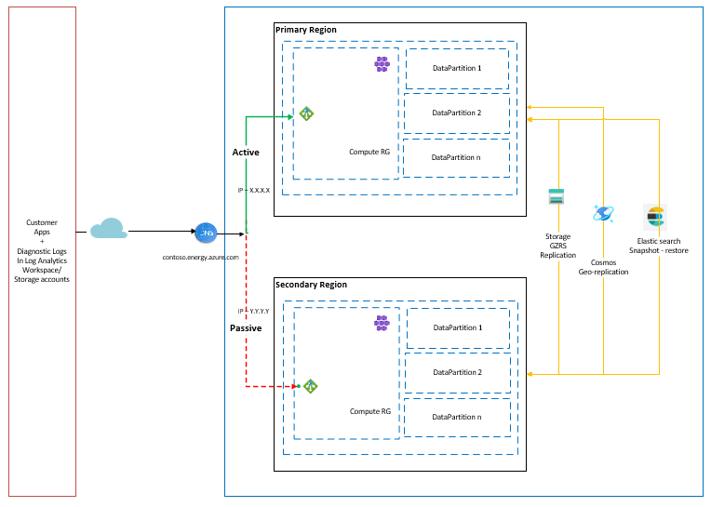 Customer
Apps
+
Diagnostic Logs
In Log Analytics
Workspace/
Storage accounts
DNS
contoso.energy.azure.com
Active
IP - X.X.X.X
IP - Y.Y.Y.Y
Passive
Primary Region
Compute RG
DataPartition 1
DataPartition 2
DataPartition n
Secondary Region
Compute RG
DataPartition 1
DataPartition 2
DataPartition n
Storage
GZRS
Replication
Cosmos
Geo-replication
Elastic search
Snapshot - restore